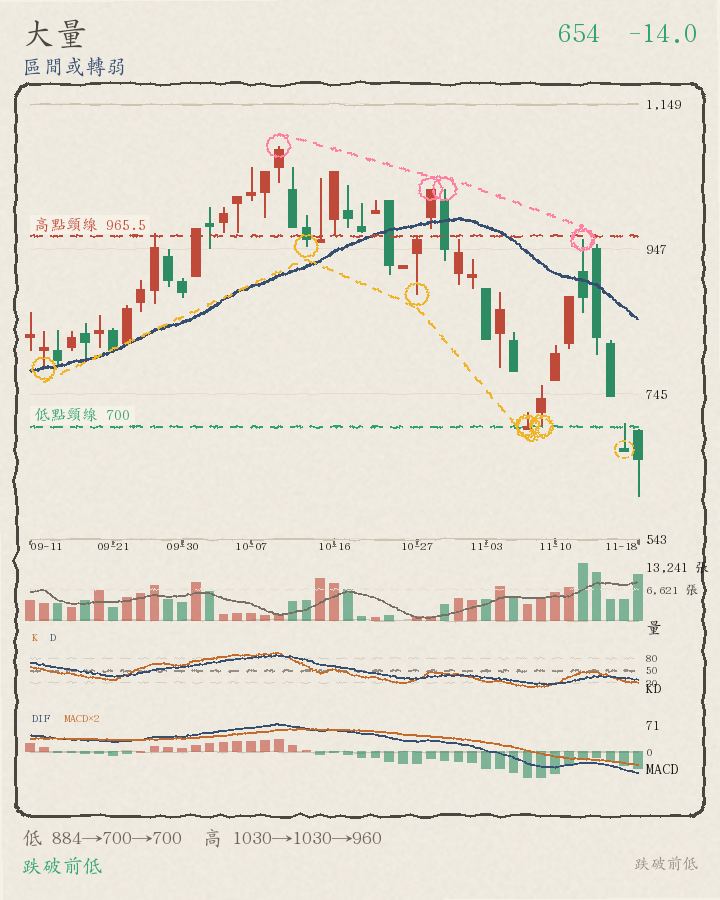 大量
654 -14.0
區間或轉弱
1,149
高點頸線 965.5
947
745
低點頸線 700
543
09-11 09-21 09-30 10-07 10-16 10-27 11-03 11-10 11-18
13,241 張
6,621 張
量
K D
80
50
20
KD
DIF MACD×2
71
0
MACD
低 884→700→700 高 1030→1030→960
跌破前低
跌破前低